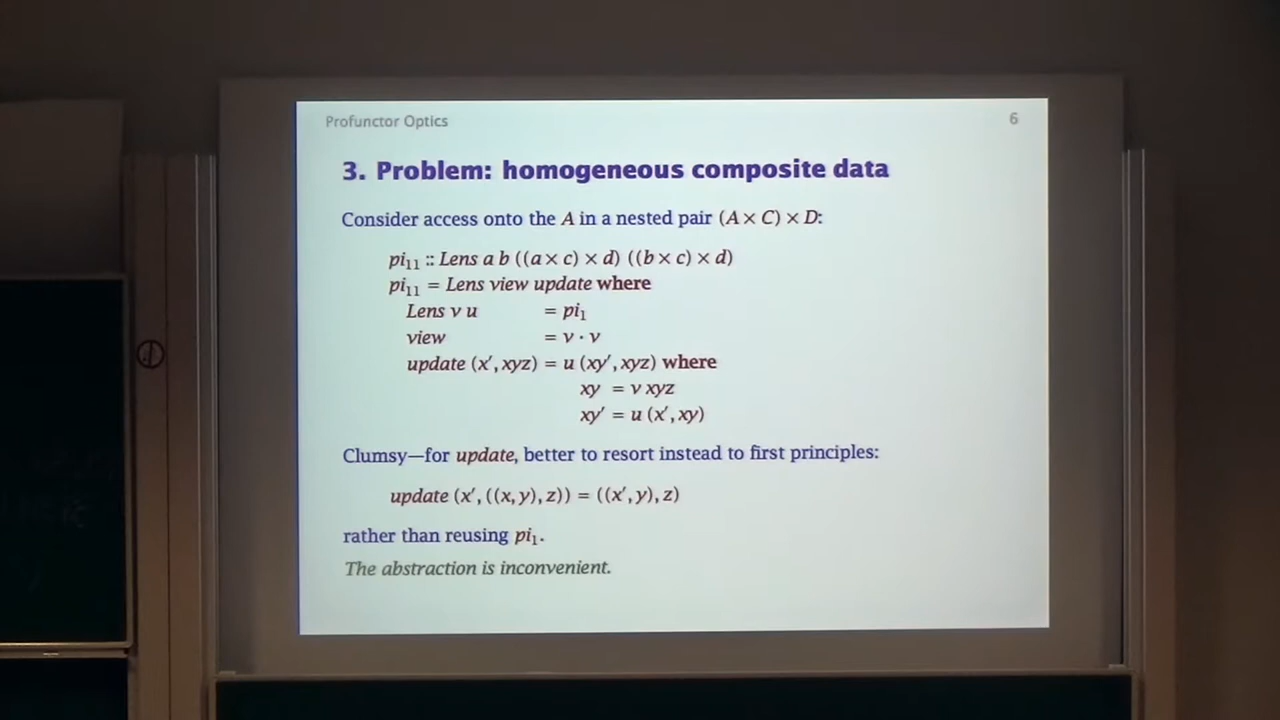 Profunctor Optics 6
3. Problem: homogeneous composite data
Consider access onto the A in a nested pair (A × C) × D:
pi₁₁ :: Lens a b ((a × c) × d) ((b × c) × d)
pi₁₁ = Lens view update where
Lens v u = pi₁
view = v · v
update (x′, xyz) = u (xy′, xyz) where
xy = v xyz
xy′ = u (x′, xy)
Clumsy—for update, better to resort instead to first principles:
update (x′, ((x, y), z)) = ((x′, y), z)
rather than reusing pi₁.
The abstraction is inconvenient.